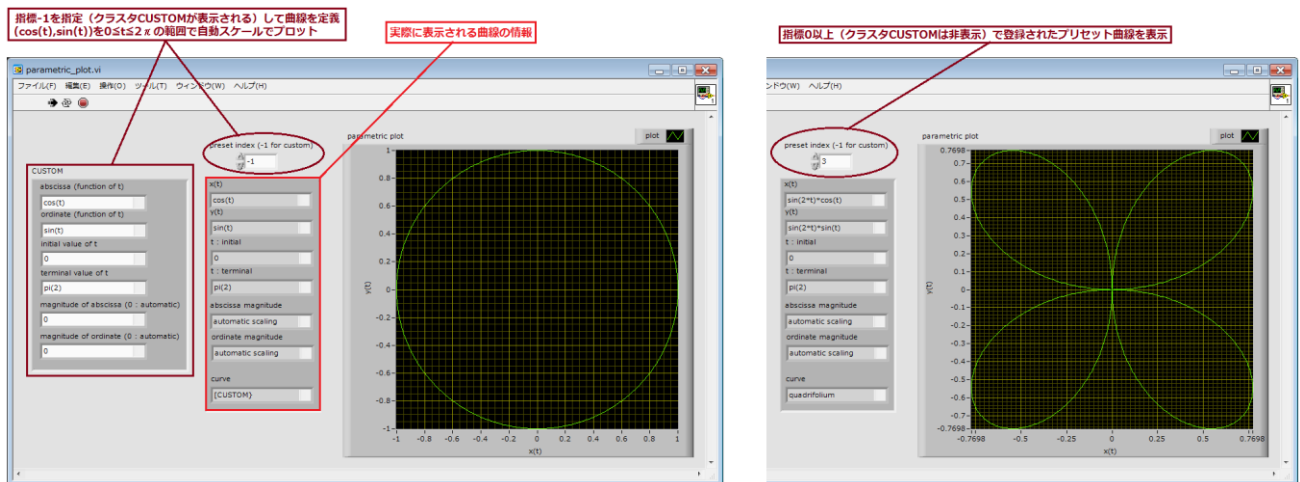 指標-1を指定（クラスタCUSTOMが表示される）して曲線を定義
(cos(t),sin(t))を0≦t≦2πの範囲で自動スケールでプロット
実際に表示される曲線の情報
指標0以上（クラスタCUSTOMは非表示）で登録されたプリセット曲線を表示
parametric_plot.vi
ファイル(F) 編集(E) 操作(O) ツール(T) ウィンドウ(W) ヘルプ(H)
CUSTOM
abscissa (function of t)
cos(t)
ordinate (function of t)
sin(t)
initial value of t
0
terminal value of t
pi(2)
magnitude of abscissa (0 : automatic)
0
magnitude of ordinate (0 : automatic)
0
preset index (-1 for custom)
-1
x(t)
cos(t)
y(t)
sin(t)
t : initial
0
t : terminal
pi(2)
abscissa magnitude
automatic scaling
ordinate magnitude
automatic scaling
curve
{CUSTOM}
parametric plot
plot
y(t)
1
0.8
0.6
0.4
0.2
0
-0.2
-0.4
-0.6
-0.8
-1
-1 -0.8 -0.6 -0.4 -0.2 0 0.2 0.4 0.6 0.8 1
x(t)
ンドウ(W) ヘルプ(H)
preset index (-1 for custom)
3
x(t)
sin(2*t)*cos(t)
y(t)
sin(2*t)*sin(t)
t : initial
0
t : terminal
pi(2)
abscissa magnitude
automatic scaling
ordinate magnitude
automatic scaling
curve
quadrifolium
parametric plot
plot
y(t)
0.7698
0.7
0.6
0.5
0.4
0.3
0.2
0.1
0
-0.1
-0.2
-0.3
-0.4
-0.5
-0.6
-0.7
-0.7698
-0.7698 -0.5 -0.25 0 0.25 0.5 0.7698
x(t)